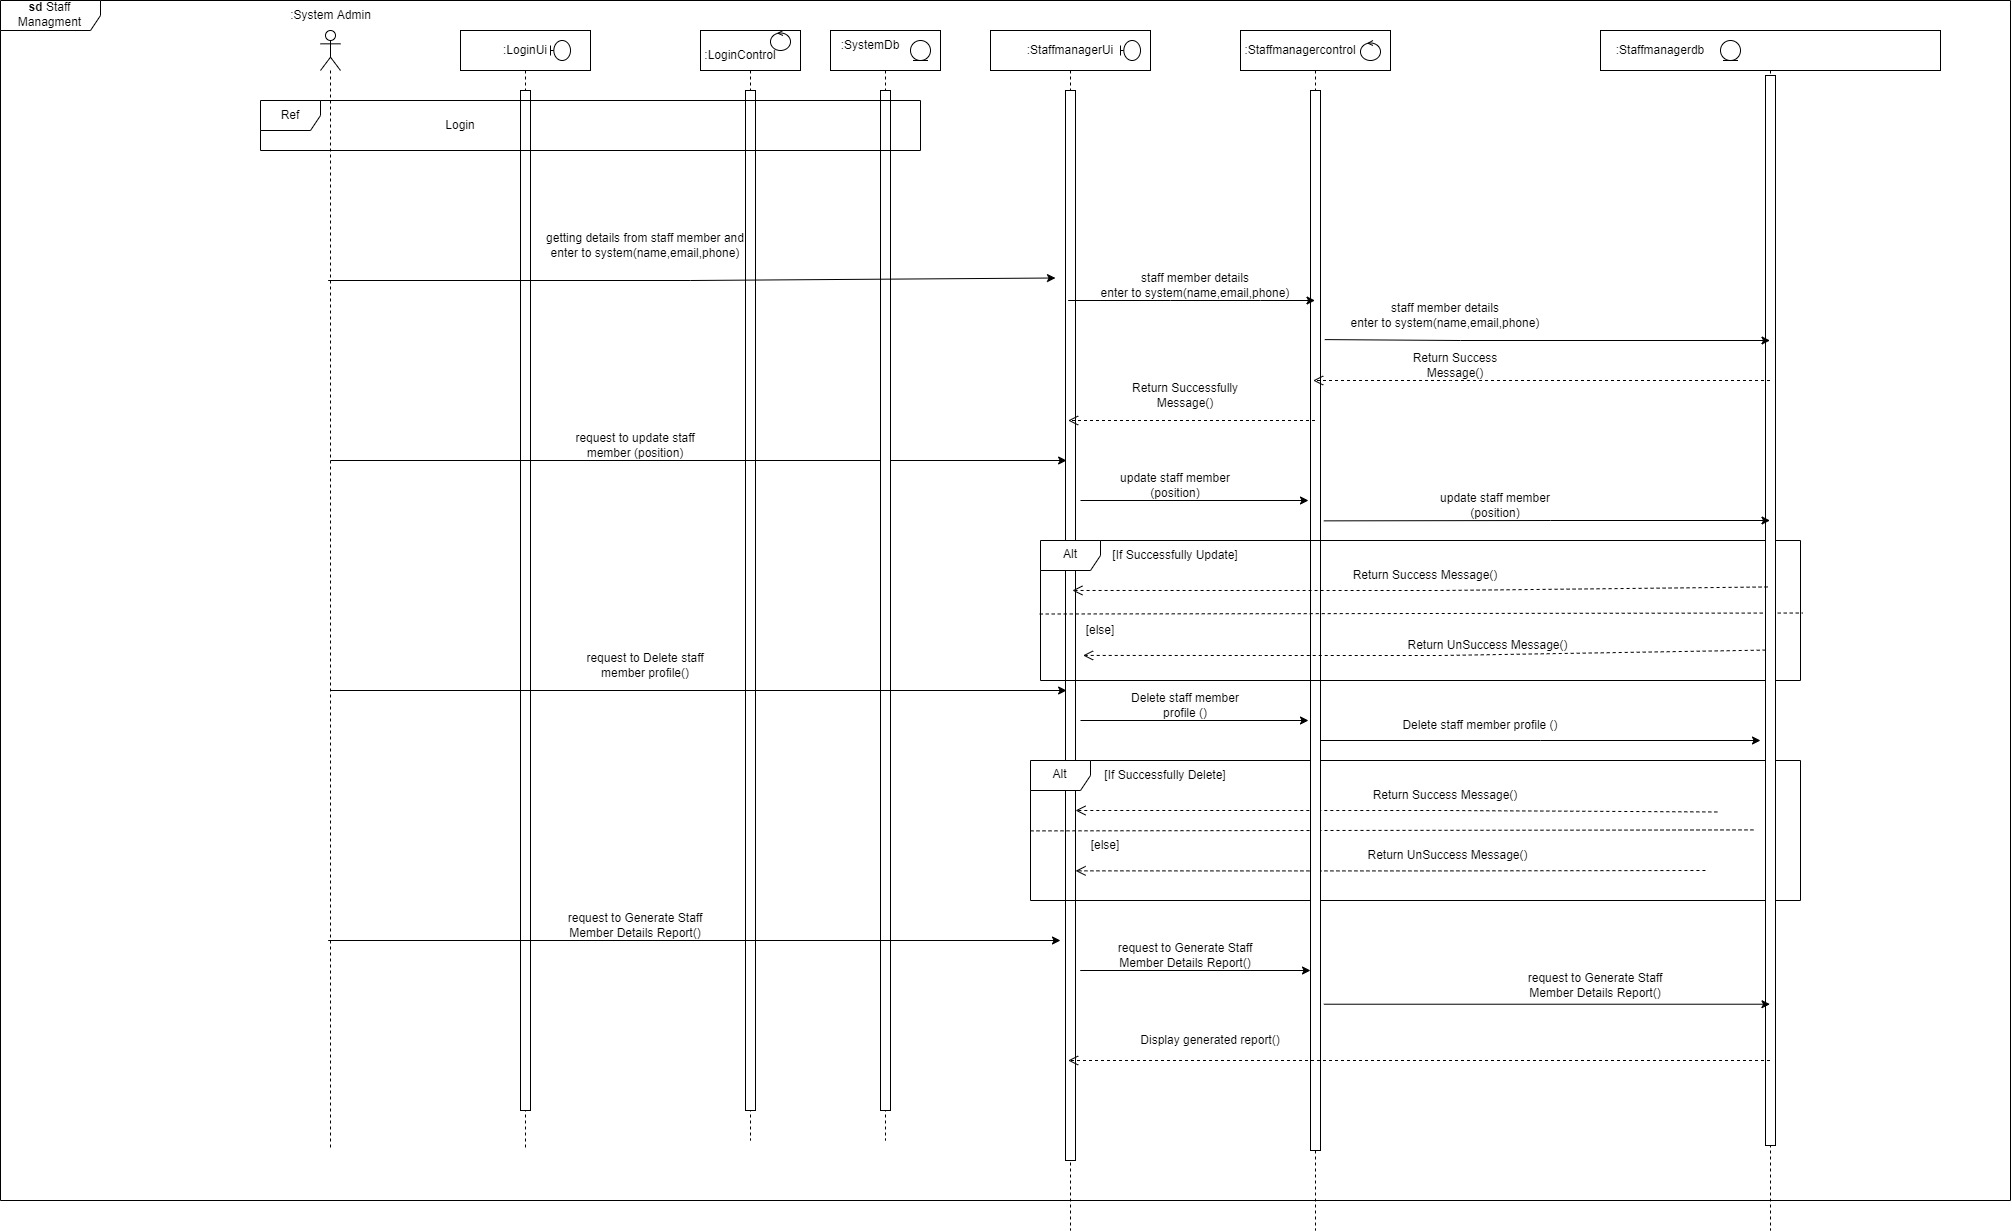 sd Staff
Managment
:System Admin
:LoginUi
:LoginControl
:SystemDb
:StaffmanagerUi
:Staffmanagercontrol
:Staffmanagerdb
Ref
Login
getting details from staff member and
enter to system(name,email,phone)
staff member details
enter to system(name,email,phone)
staff member details
enter to system(name,email,phone)
Return Success
Message()
Return Successfully
Message()
request to update staff
member (position)
update staff member
(position)
update staff member
(position)
Alt
[If Successfully Update]
Return Success Message()
[else]
Return UnSuccess Message()
request to Delete staff
member profile()
Delete staff member
profile ()
Delete staff member profile ()
Alt
[If Successfully Delete]
Return Success Message()
[else]
Return UnSuccess Message()
request to Generate Staff
Member Details Report()
request to Generate Staff
Member Details Report()
request to Generate Staff
Member Details Report()
Display generated report()